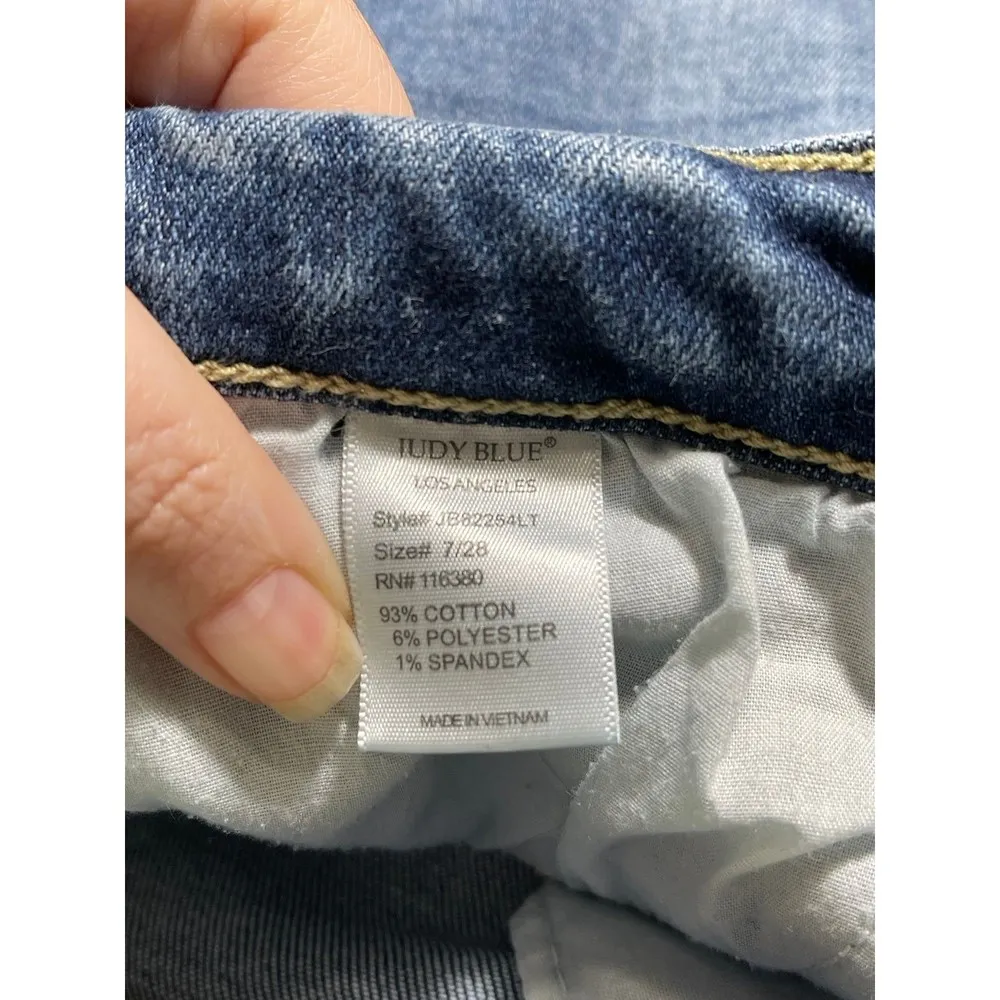 JUDY BLUE®
LOS ANGELES
Style# JB82254LT
Size# 7/28
RN# 116380
93% COTTON
6% POLYESTER
1% SPANDEX
MADE IN VIETNAM